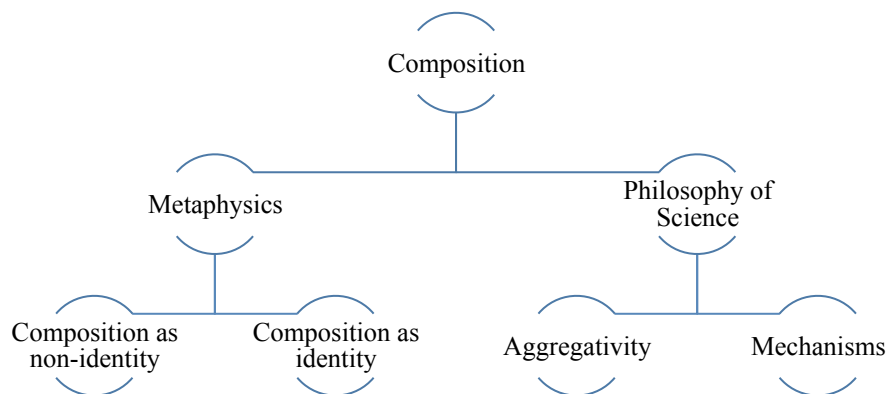 Composition
Metaphysics
Philosophy of
Science
Composition as
non-identity
Composition as
identity
Aggregativity
Mechanisms